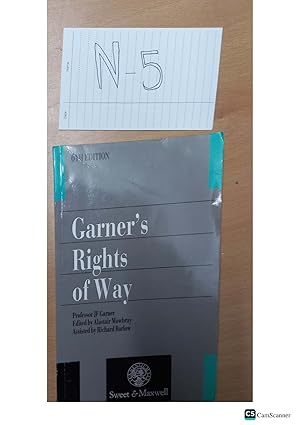 N-5
6TH EDITION
Garner's
Rights
of Way
Professor JF Garner
Edited by Alastair Mowbray
Assisted by Richard Barlow
Sweet & Maxwell
CS CamScanner